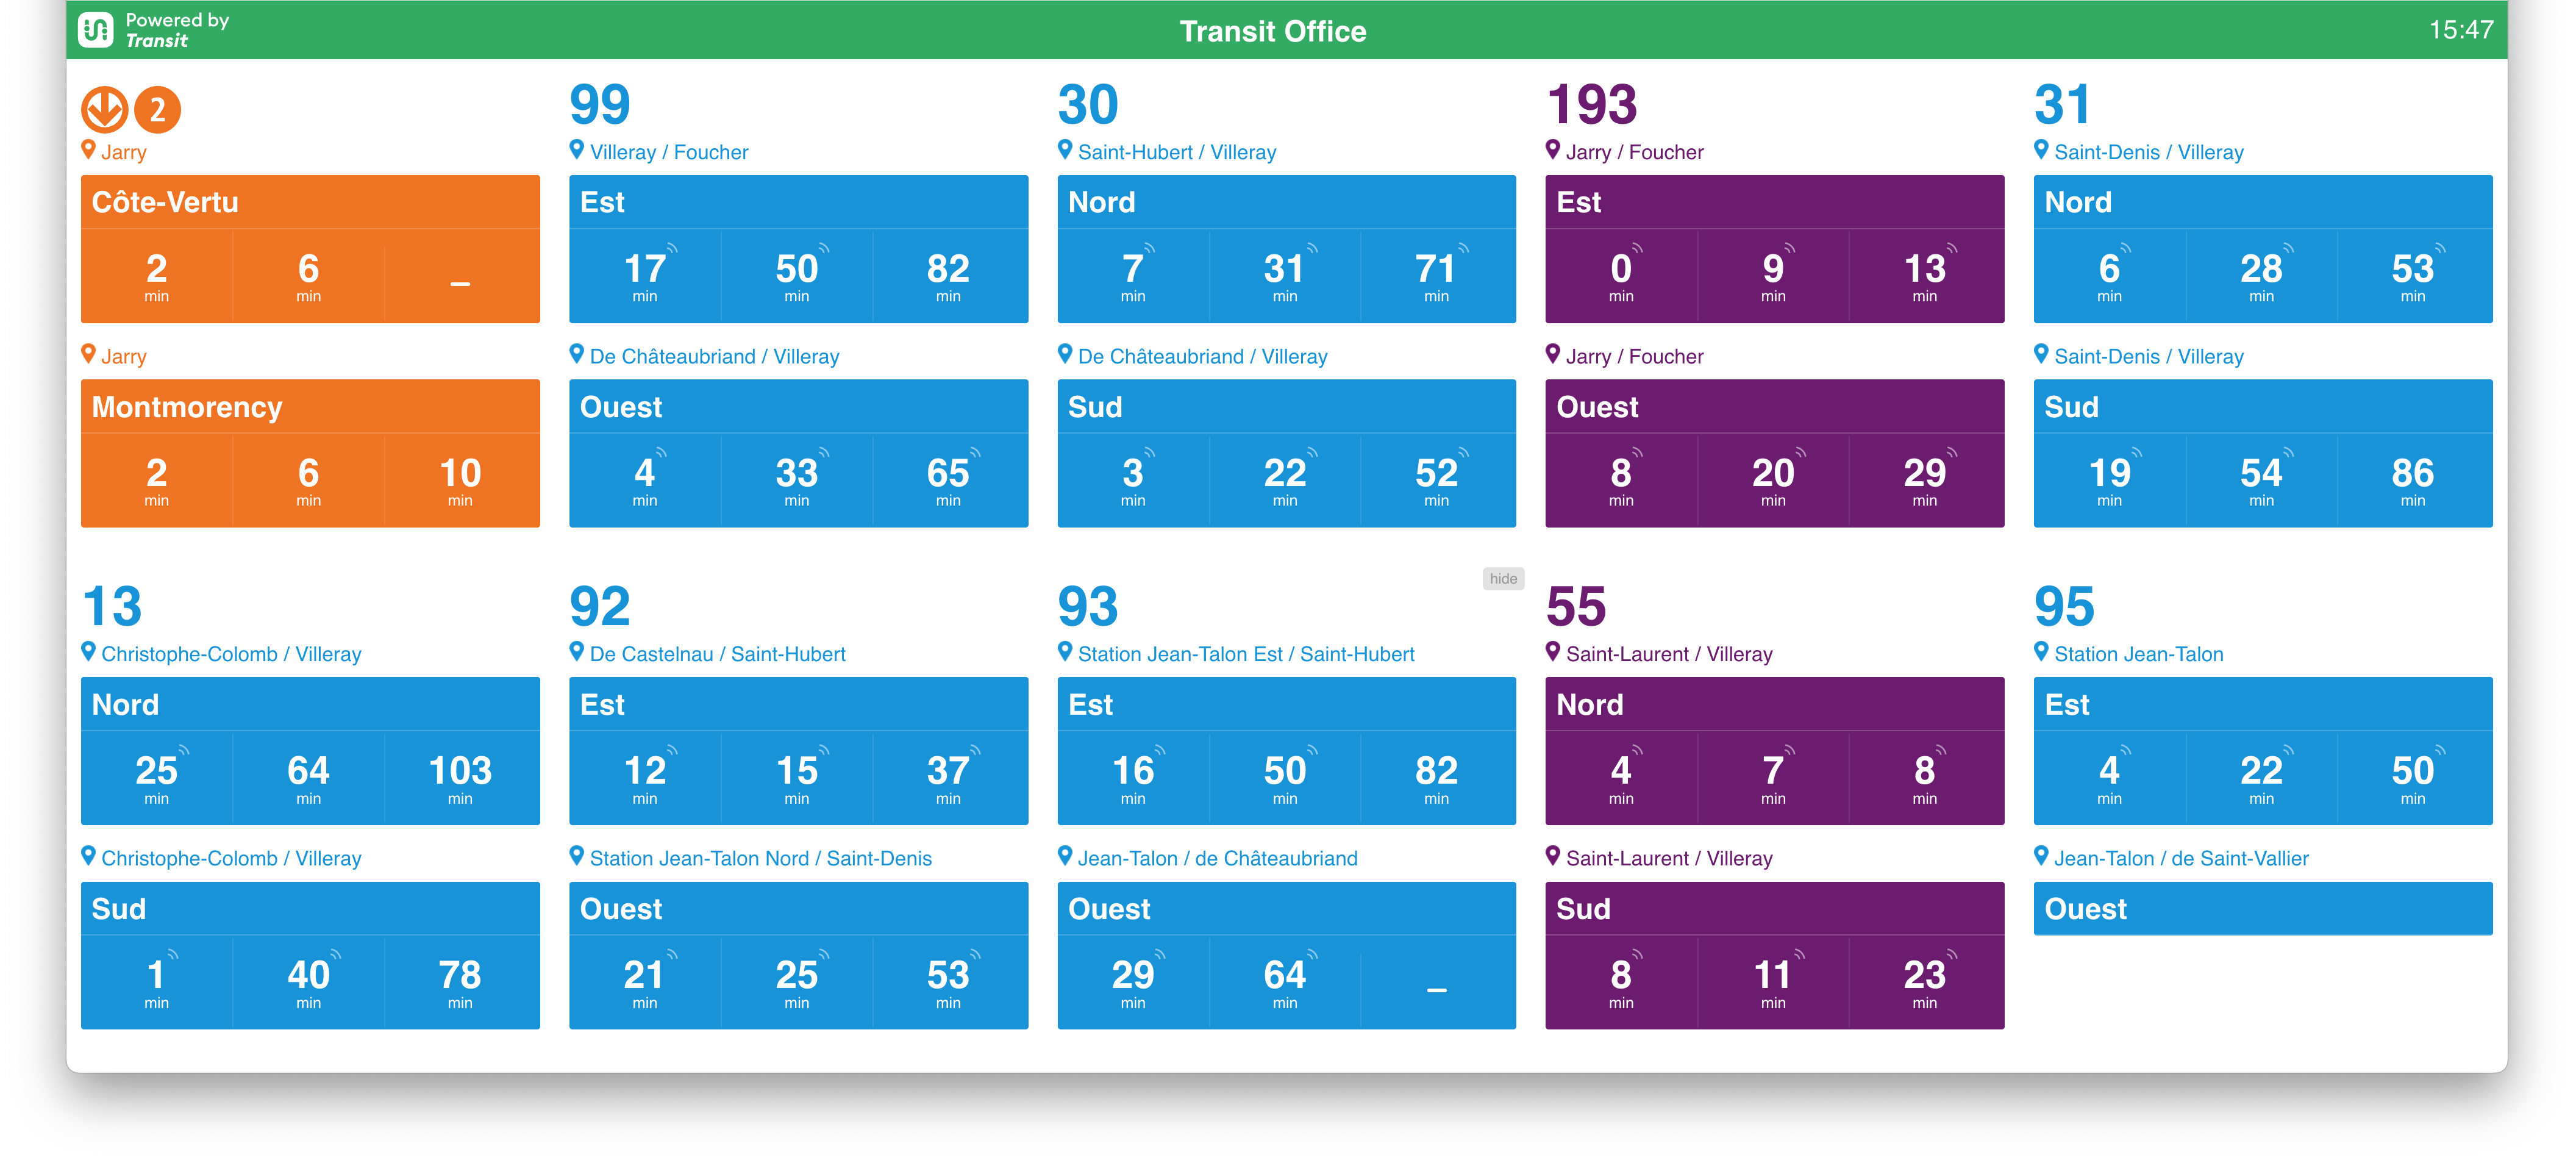 Powered by
Transit
Transit Office
15:47
2
Jarry
Côte-Vertu
2 6 –
min min
Jarry
Montmorency
2 6 10
min min min
99
Villeray / Foucher
Est
17 50 82
min min min
De Châteaubriand / Villeray
Ouest
4 33 65
min min min
30
Saint-Hubert / Villeray
Nord
7 31 71
min min min
De Châteaubriand / Villeray
Sud
3 22 52
min min min
193
Jarry / Foucher
Est
0 9 13
min min min
Jarry / Foucher
Ouest
8 20 29
min min min
31
Saint-Denis / Villeray
Nord
6 28 53
min min min
Saint-Denis / Villeray
Sud
19 54 86
min min min
13
Christophe-Colomb / Villeray
Nord
25 64 103
min min min
Christophe-Colomb / Villeray
Sud
1 40 78
min min min
92
De Castelnau / Saint-Hubert
Est
12 15 37
min min min
Station Jean-Talon Nord / Saint-Denis
Ouest
21 25 53
min min min
hide
93
Station Jean-Talon Est / Saint-Hubert
Est
16 50 82
min min min
Jean-Talon / de Châteaubriand
Ouest
29 64 –
min min
55
Saint-Laurent / Villeray
Nord
4 7 8
min min min
Saint-Laurent / Villeray
Sud
8 11 23
min min min
95
Station Jean-Talon
Est
4 22 50
min min min
Jean-Talon / de Saint-Vallier
Ouest